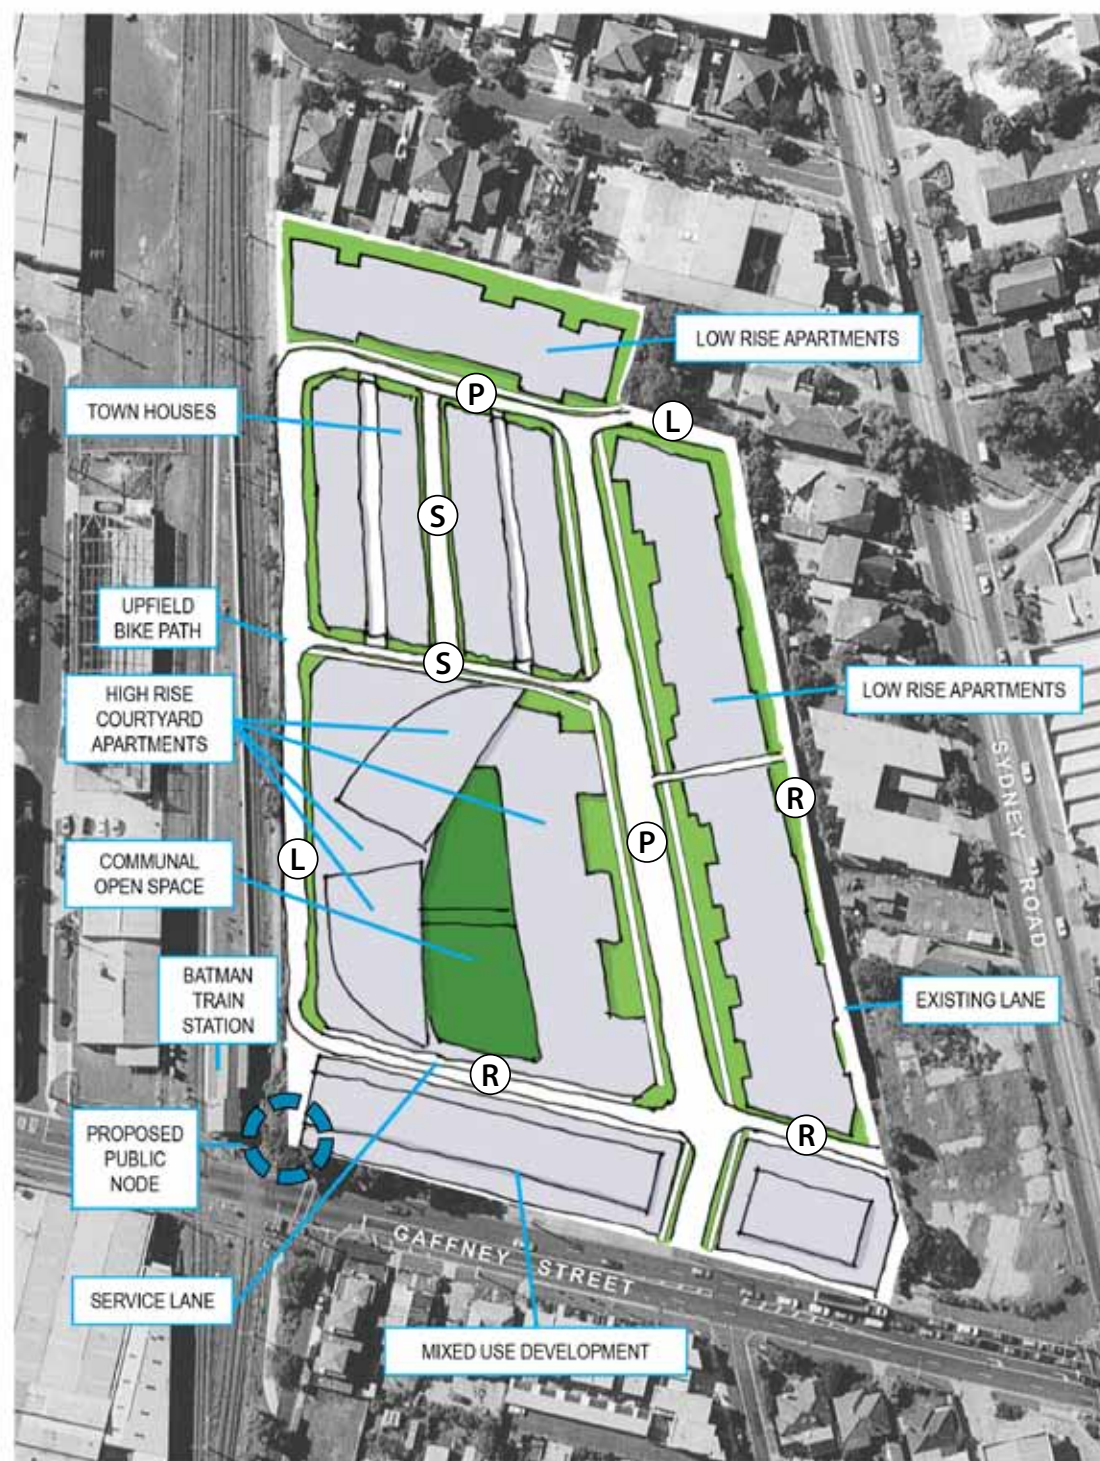 LOW RISE APARTMENTS
P
L
TOWN HOUSES
S
UPFIELD
BIKE PATH
S
HIGH RISE
COURTYARD
APARTMENTS
LOW RISE APARTMENTS
SYDNEY ROAD
R
P
L
COMMUNAL
OPEN SPACE
BATMAN
TRAIN
STATION
EXISTING LANE
R
R
PROPOSED
PUBLIC
NODE
GAFFNEY STREET
SERVICE LANE
MIXED USE DEVELOPMENT